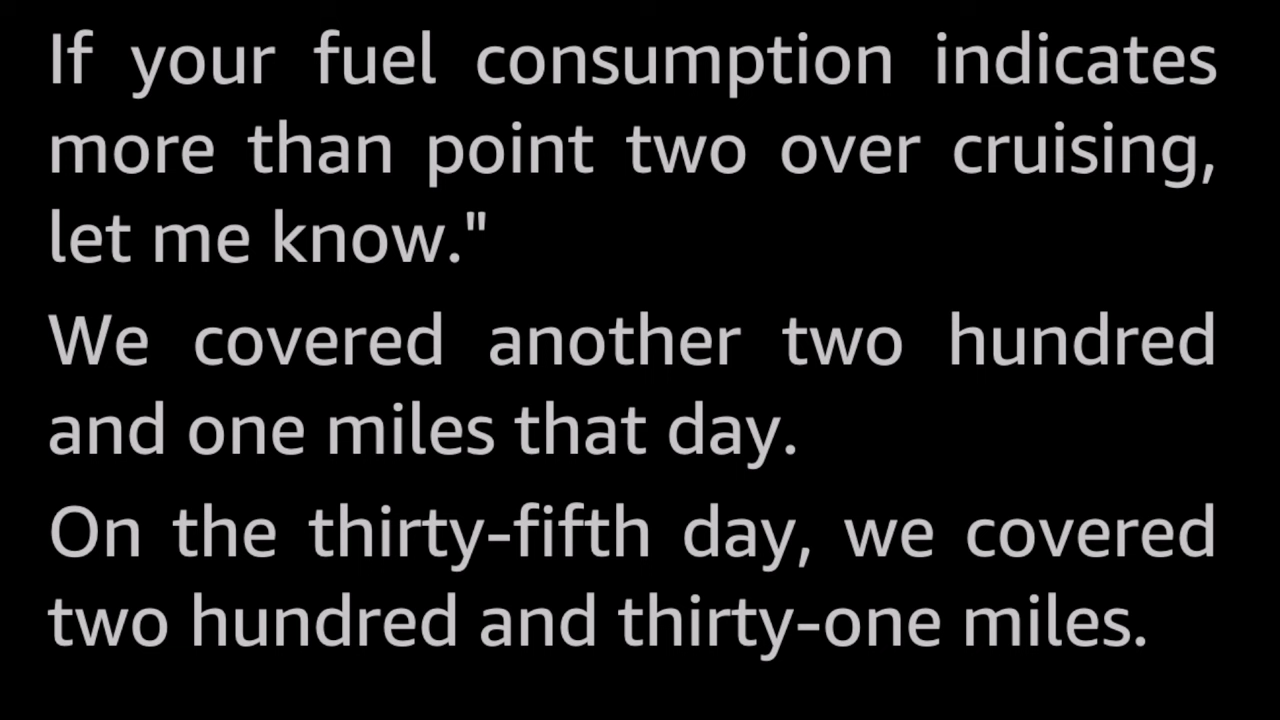 If your fuel consumption indicates
more than point two over cruising,
let me know."
We covered another two hundred
and one miles that day.
On the thirty-fifth day, we covered
two hundred and thirty-one miles.